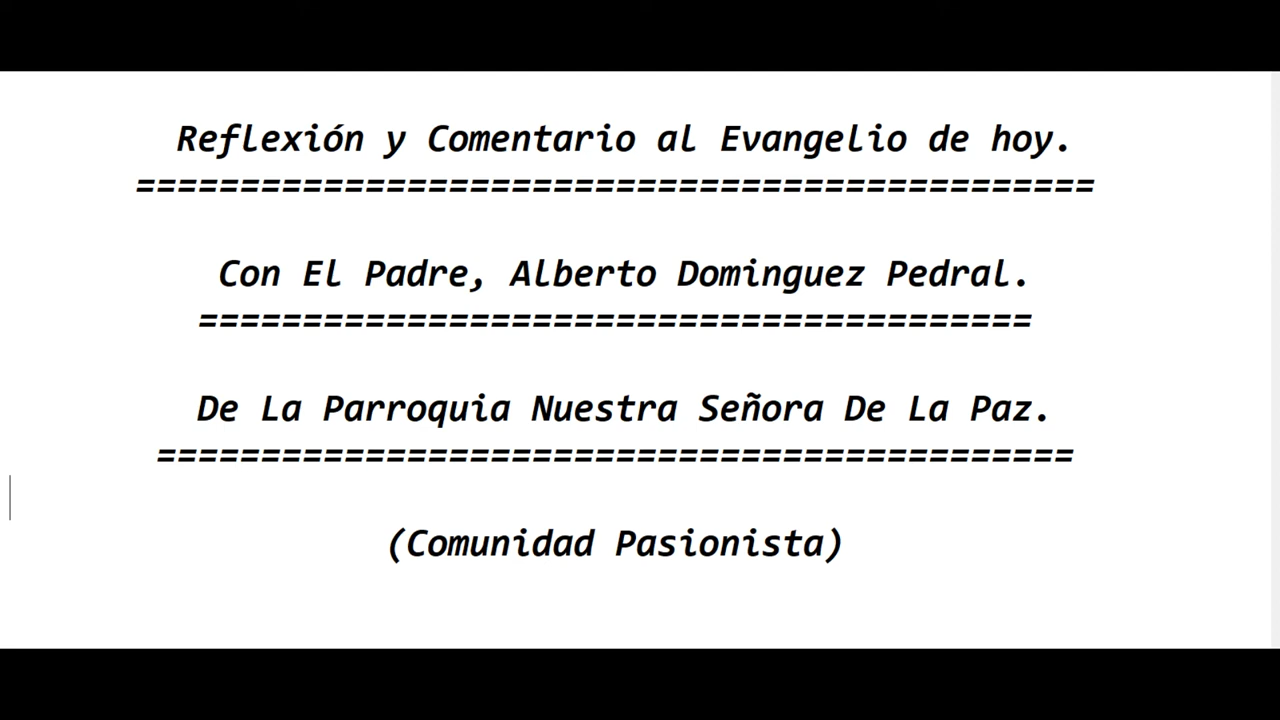 Reflexión y Comentario al Evangelio de hoy.
==============================================
Con El Padre, Alberto Dominguez Pedral.
========================================
De La Parroquia Nuestra Señora De La Paz.
============================================
(Comunidad Pasionista)